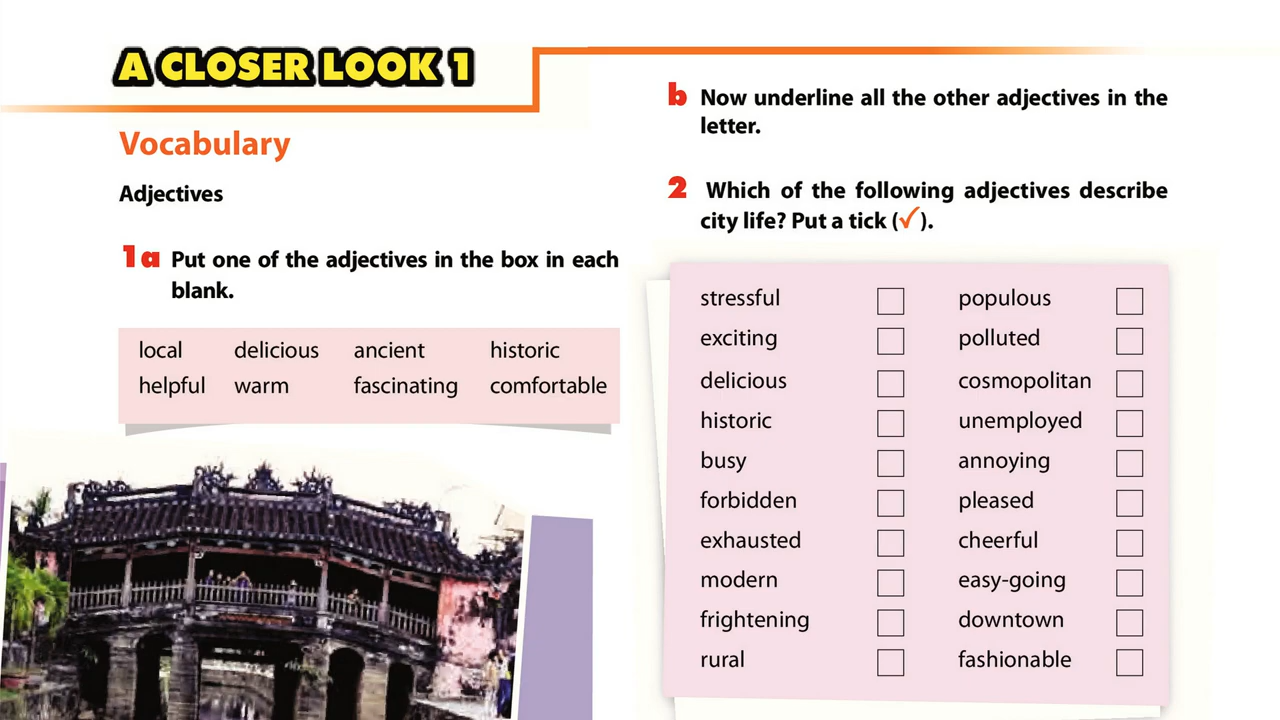 A CLOSER LOOK 1
Vocabulary
Adjectives
1a Put one of the adjectives in the box in each
blank.
local delicious ancient historic
helpful warm fascinating comfortable
b Now underline all the other adjectives in the
letter.
2 Which of the following adjectives describe
city life? Put a tick (✓).
stressful populous
exciting polluted
delicious cosmopolitan
historic unemployed
busy annoying
forbidden pleased
exhausted cheerful
modern easy-going
frightening downtown
rural fashionable